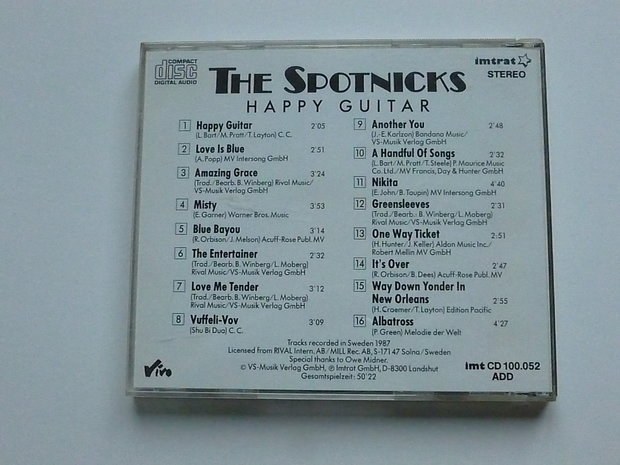 COMPACT
disc
DIGITAL AUDIO
THE SPOTNICKS
HAPPY GUITAR
imtrat
STEREO
1 Happy Guitar 2'05
(L. Bart/M. Pratt/T. Layton) C. C.
2 Love Is Blue 2'51
(A. Popp) MV Intersong GmbH
3 Amazing Grace 3'24
(Trad./Bearb. B. Winberg) Rival Music/
VS-Musik Verlag GmbH
4 Misty 3'53
(E. Garner) Warner Bros. Music
5 Blue Bayou 3'14
(R. Orbison/J. Melson) Acuff-Rose Publ. MV
6 The Entertainer 2'32
(Trad./Bearb. B. Winberg/L. Moberg)
Rival Music/VS-Musik Verlag GmbH
7 Love Me Tender 3'12
(Trad./Bearb. B. Winberg/L. Moberg)
Rival Music/VS-Musik Verlag GmbH
8 Vuffeli-Vov 3'09
(Shu Bi Dua) C. C.
9 Another You 2'48
(J.-E. Karlzon) Bandana Music/
VS-Musik Verlag GmbH
10 A Handful Of Songs 2'32
(L. Bart/M. Pratt/T. Steele) P. Maurice Music
Co. Ltd./MV Francis, Day & Hunter GmbH
11 Nikita 4'40
(E. John/B. Taupin) MV Intersong GmbH
12 Greensleeves 2'31
(Trad./Bearb. B. Winberg/L. Moberg)
Rival Music/VS-Musik Verlag GmbH
13 One Way Ticket 2'51
(H. Hunter/J. Keller) Aldon Music Inc./
Robert Mellin MV GmbH
14 It's Over 2'47
(R. Orbison/B. Dees) Acuff-Rose Publ. MV
15 Way Down Yonder In
New Orleans 2'55
(H. Craemer/T. Layton) Edition Pacific
16 Albatross 4'27
(P. Green) Melodie der Welt
Tracks recorded in Sweden 1987
Licensed from RIVAL Intern. AB/MILL Rec. AB, S-171 47 Solna/Sweden
Special thanks to Owe Midner.
© VS-Musik Verlag GmbH, ℗ Imtrat GmbH, D-8300 Landshut
Gesamtspielzeit: 50'22
Vivo
imt CD 100.052
ADD